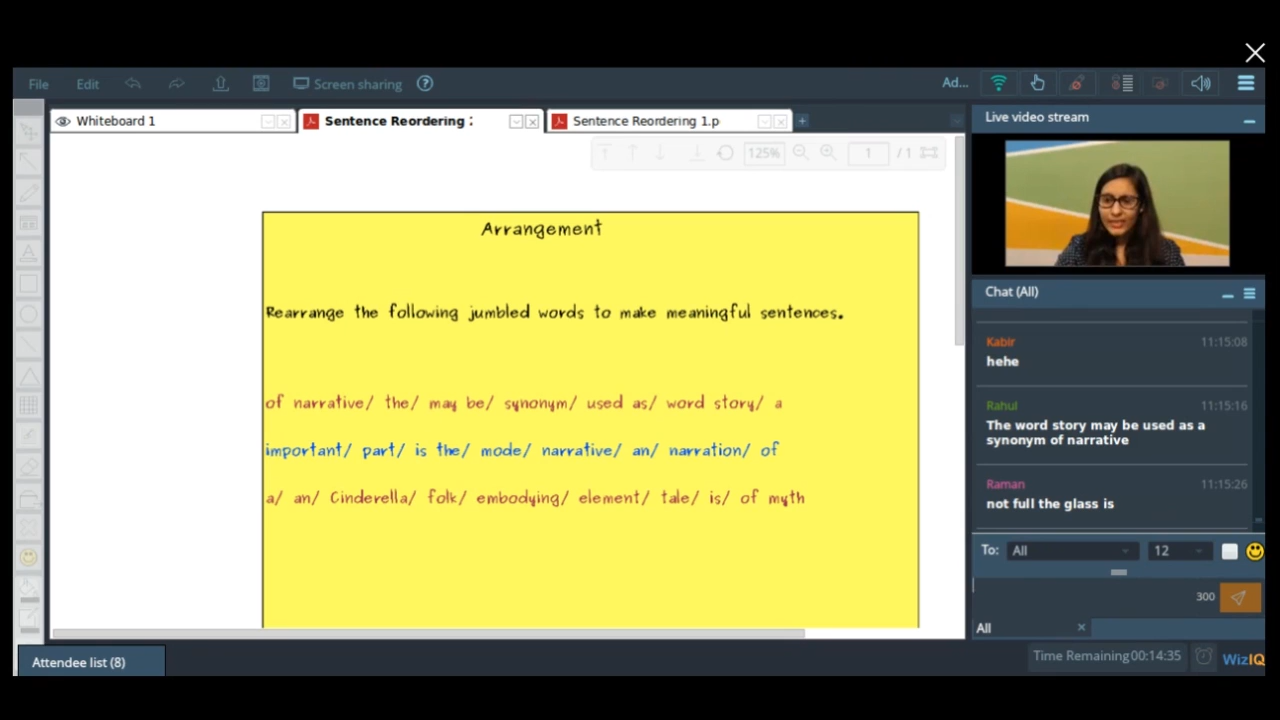 File Edit Screen sharing ? Ad...
Whiteboard 1
Sentence Reordering :
Sentence Reordering 1.p
125% 1 / 1
Arrangement
Rearrange the following jumbled words to make meaningful sentences.
of narrative/ the/ may be/ synonym/ used as/ word story/ a
important/ part/ is the/ mode/ narrative/ an/ narration/ of
a/ an/ Cinderella/ folk/ embodying/ element/ tale/ is/ of myth
Live video stream
Chat (All)
Kabir 11:15:08
hehe
Rahul 11:15:16
The word story may be used as a
synonym of narrative
Raman 11:15:26
not full the glass is
To: All 12
300
All
Attendee list (8)
Time Remaining 00:14:35
WizIQ